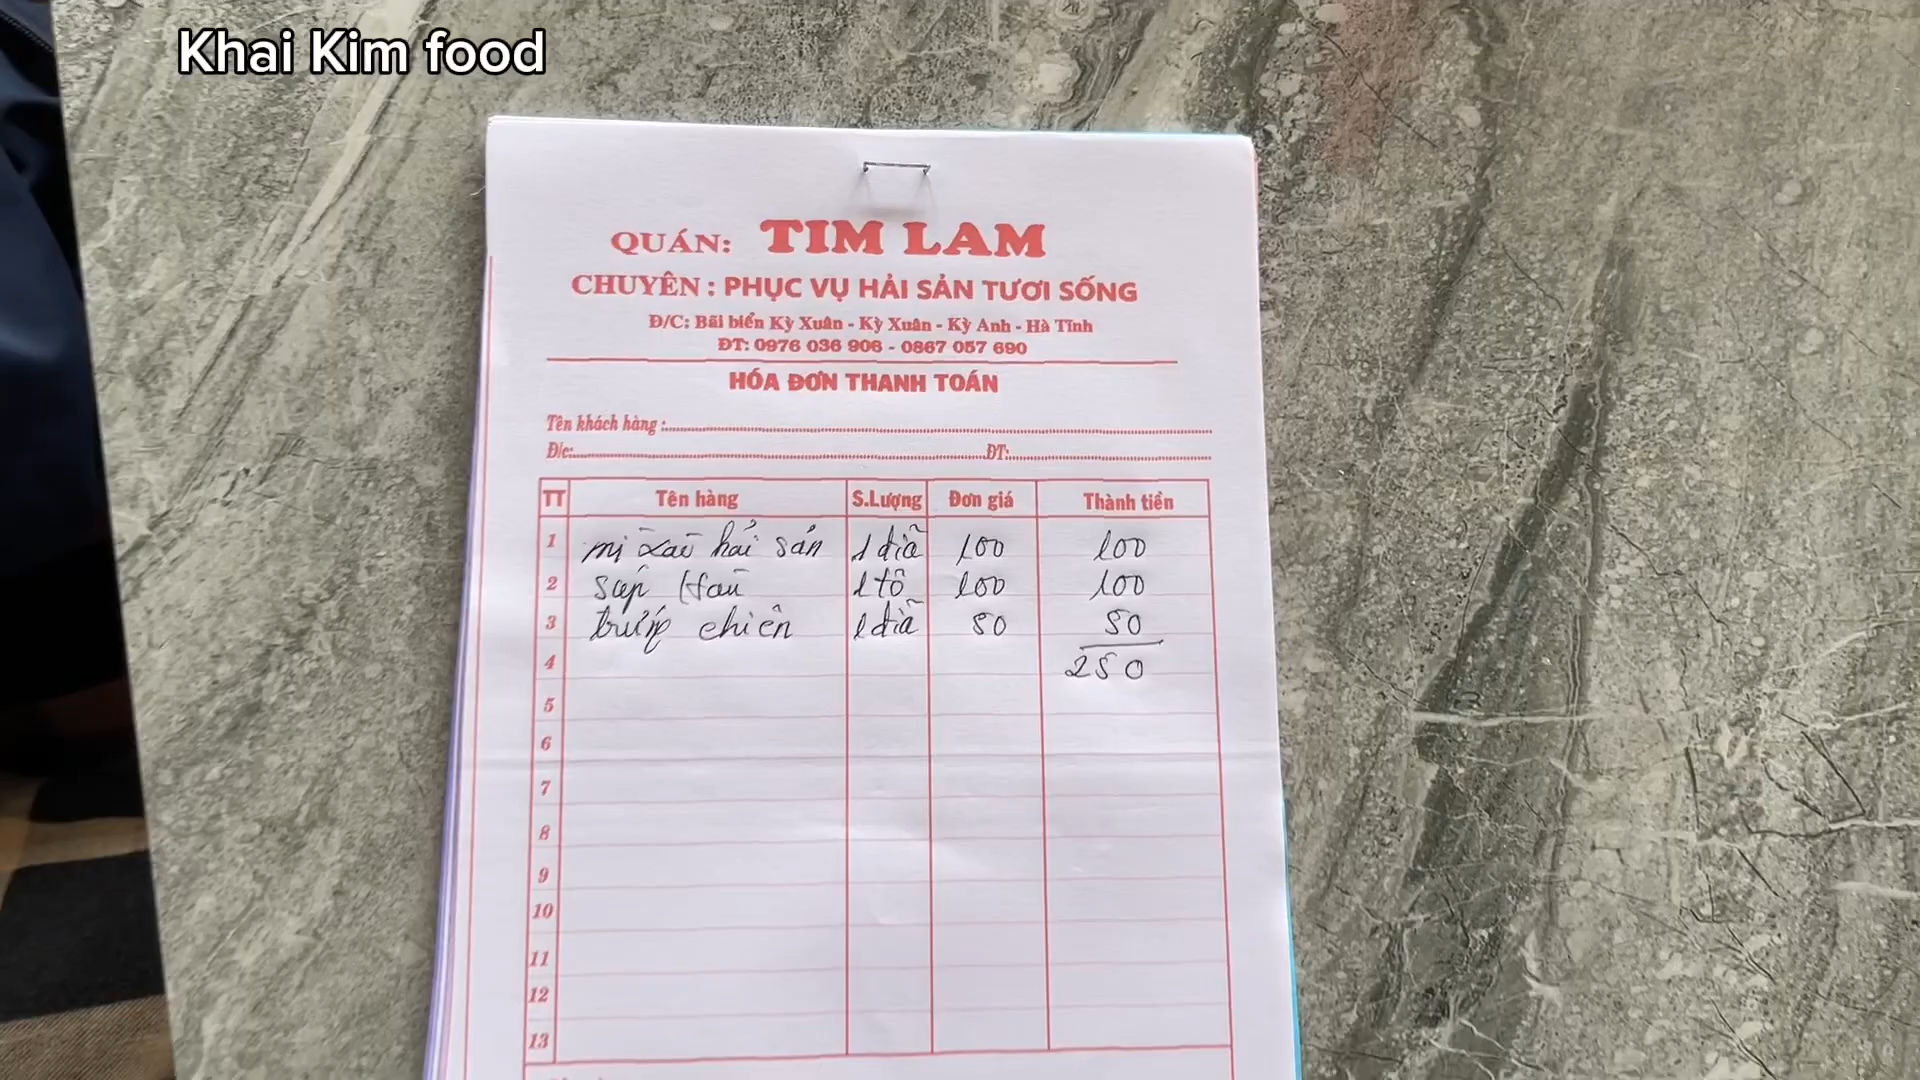 Khai Kim food
QUÁN: TIM LAM
CHUYÊN : PHỤC VỤ HẢI SẢN TƯƠI SỐNG
Đ/C: Bãi biển Kỳ Xuân - Kỳ Xuân - Kỳ Anh - Hà Tĩnh
ĐT: 0976 036 906 - 0867 057 690
HÓA ĐƠN THANH TOÁN
Tên khách hàng :
Đ/c: ĐT:
TT Tên hàng S.Lượng Đơn giá Thành tiền
1 mị xaò hải sản 1 đĩa 100 100
2 súp 1 tô 100 100
3 trứng chiên 1 đĩa 50 50
4 250
5
6
7
8
9
10
11
12
13